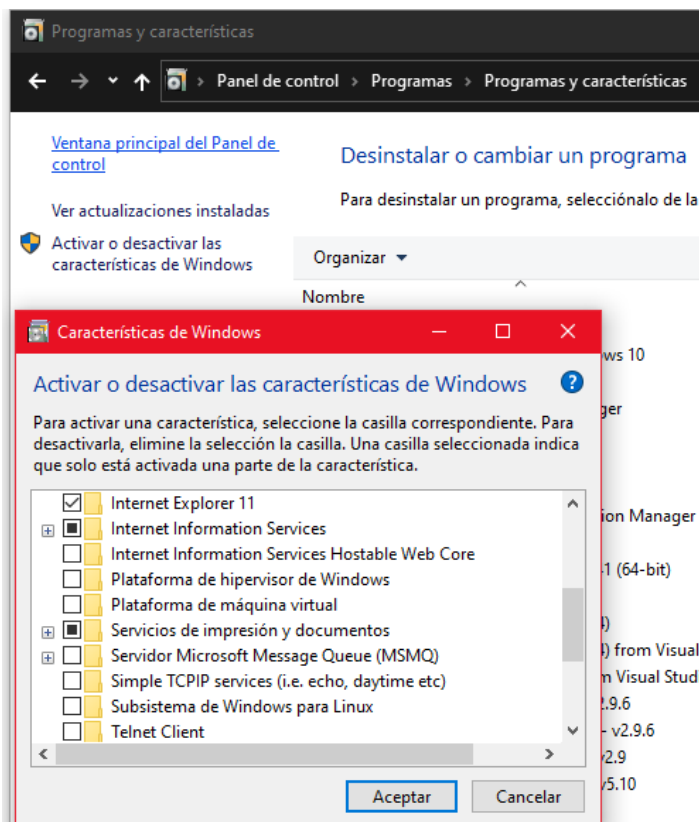 Programas y características
Panel de control > Programas > Programas y características
Ventana principal del Panel de
control
Ver actualizaciones instaladas
Activar o desactivar las
características de Windows
Desinstalar o cambiar un programa
Para desinstalar un programa, selecciónalo de la
Organizar
Nombre
ws 10
ger
ion Manager
1 (64-bit)
4)
4) from Visual
m Visual Stud
2.9.6
- v2.9.6
v2.9
v5.10
Características de Windows
Activar o desactivar las características de Windows
?
Para activar una característica, seleccione la casilla correspondiente. Para
desactivarla, elimine la selección la casilla. Una casilla seleccionada indica
que solo está activada una parte de la característica.
Internet Explorer 11
Internet Information Services
Internet Information Services Hostable Web Core
Plataforma de hipervisor de Windows
Plataforma de máquina virtual
Servicios de impresión y documentos
Servidor Microsoft Message Queue (MSMQ)
Simple TCPIP services (i.e. echo, daytime etc)
Subsistema de Windows para Linux
Telnet Client
Aceptar
Cancelar